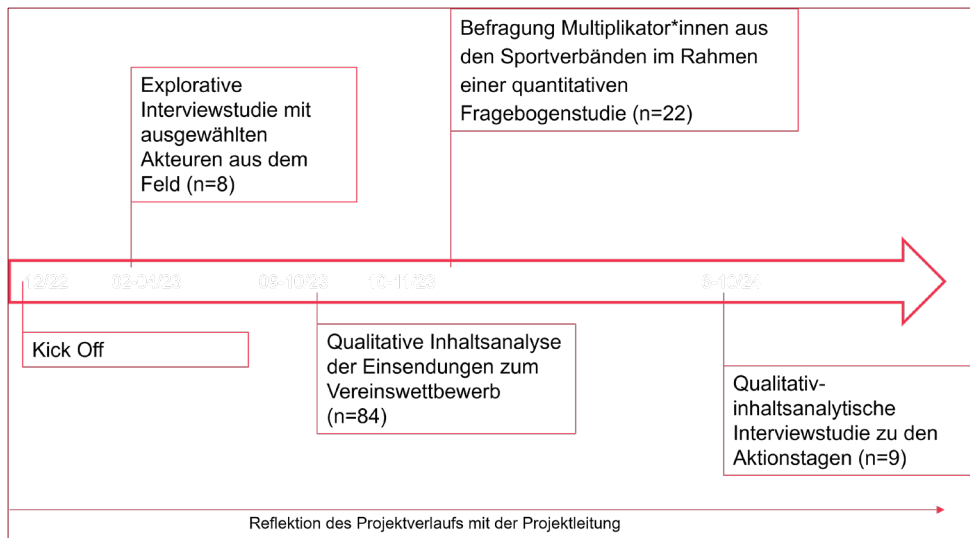 Befragung Multiplikator*innen aus
den Sportverbänden im Rahmen
einer quantitativen
Fragebogenstudie (n=22)
Explorative
Interviewstudie mit
ausgewählten
Akteuren aus dem
Feld (n=8)
12/22 02-04/23 09-10/23 10-11/23 6-10/24
Kick Off
Qualitative Inhaltsanalyse
der Einsendungen zum
Vereinswettbewerb
(n=84)
Qualitativ-
inhaltsanalytische
Interviewstudie zu den
Aktionstagen (n=9)
Reflektion des Projektverlaufs mit der Projektleitung